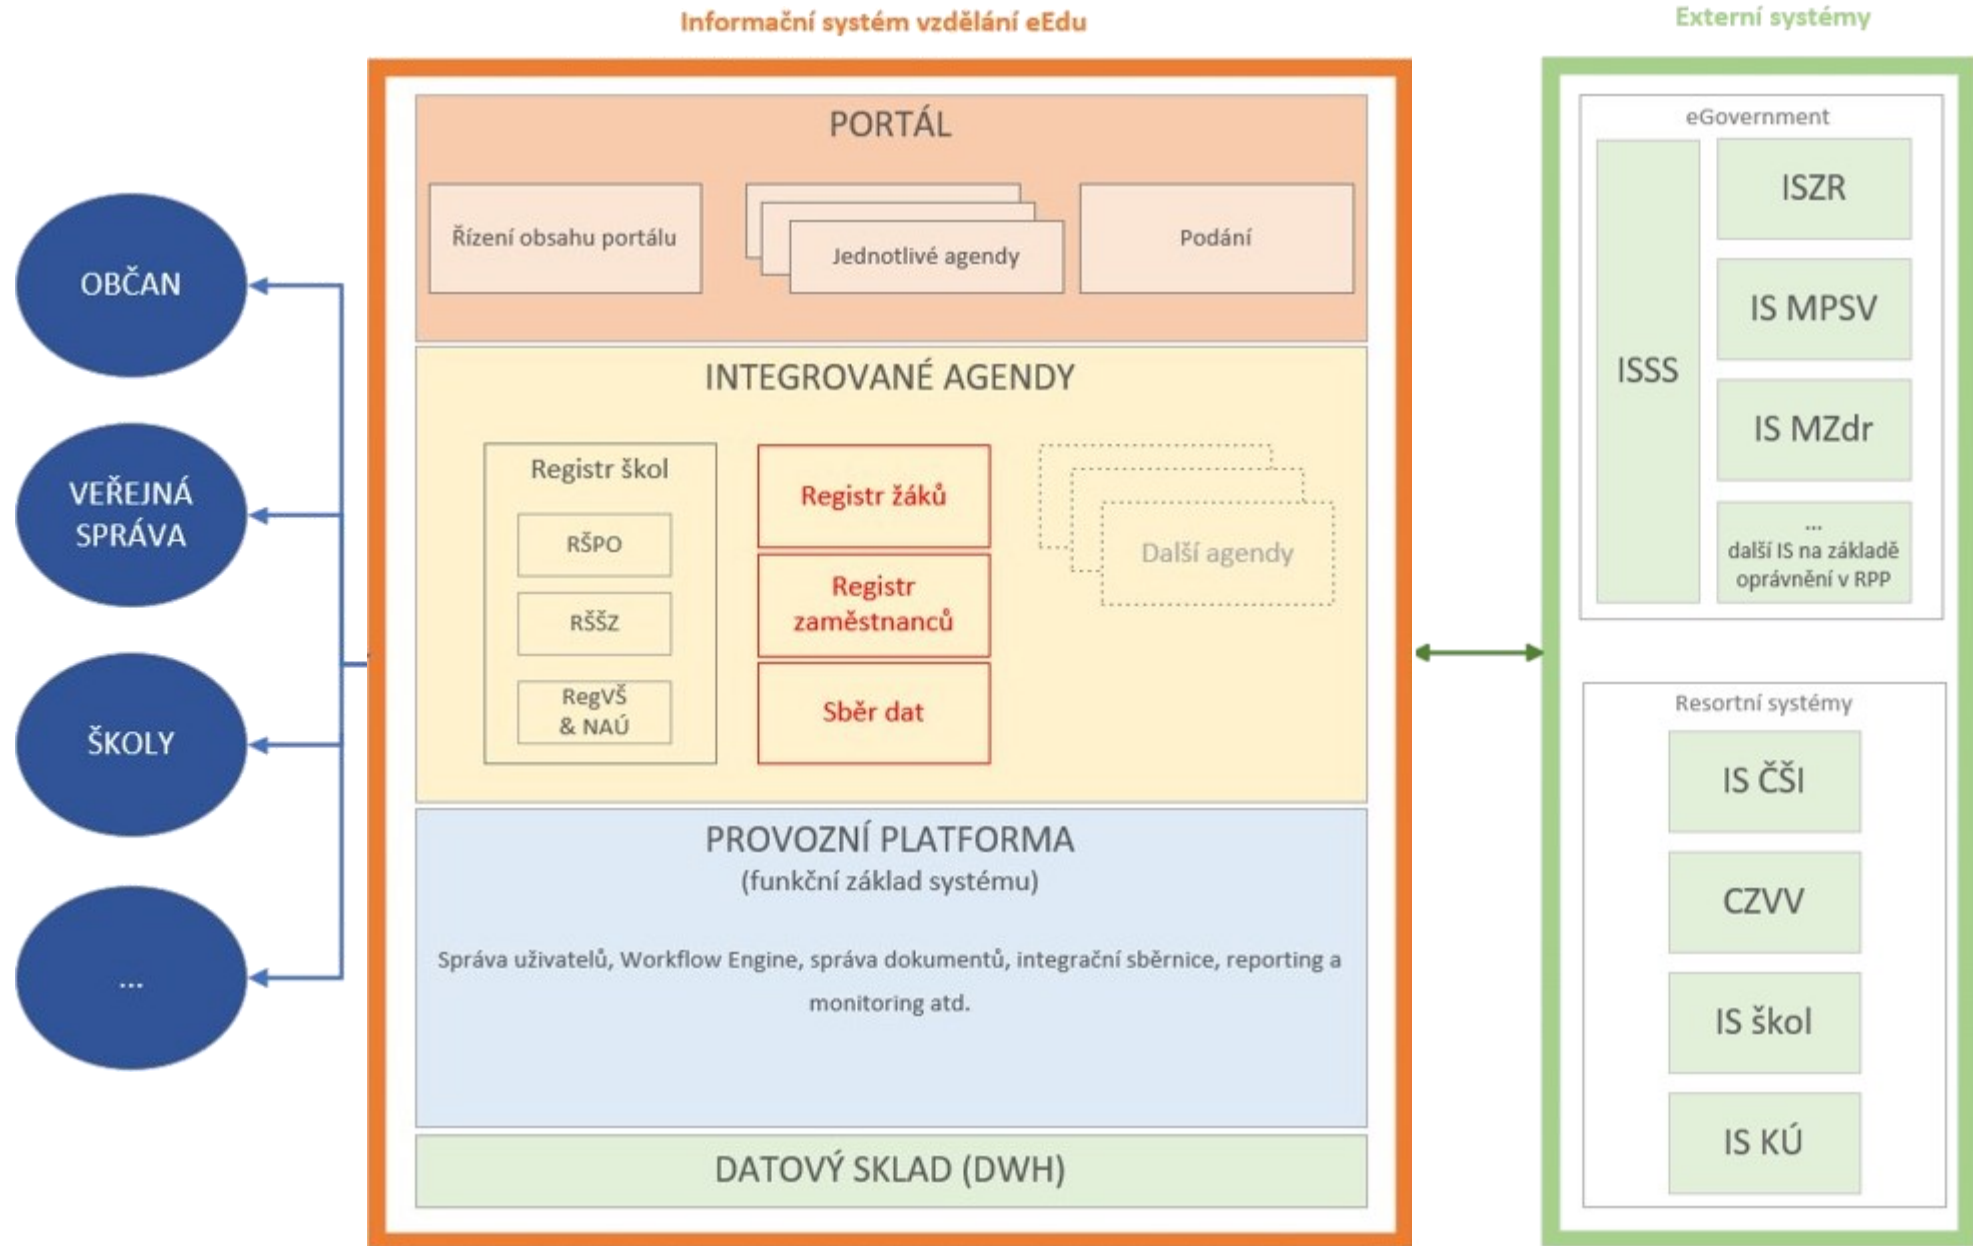 Informační systém vzdělání eEdu
Externí systémy
OBČAN
VEŘEJNÁ
SPRÁVA
ŠKOLY
...
PORTÁL
Řízení obsahu portálu
Jednotlivé agendy
Podání
INTEGROVANÉ AGENDY
Registr škol
RŠPO
RŠŠZ
RegVŠ
& NAÚ
Registr žáků
Registr
zaměstnanců
Sběr dat
Další agendy
PROVOZNÍ PLATFORMA
(funkční základ systému)
Správa uživatelů, Workflow Engine, správa dokumentů, integrační sběrnice, reporting a
monitoring atd.
DATOVÝ SKLAD (DWH)
eGovernment
ISSS
ISZR
IS MPSV
IS MZdr
...
další IS na základě
oprávnění v RPP
Resortní systémy
IS ČŠI
CZVV
IS škol
IS KÚ